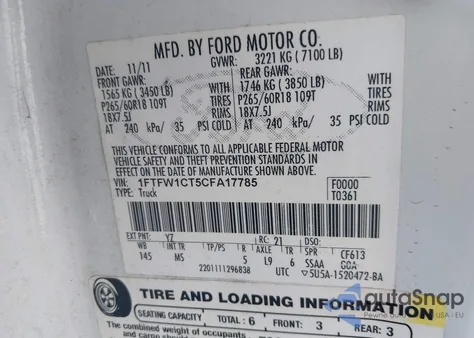 MFD. BY FORD MOTOR CO.
DATE: 11/11 GVWR: 3221 KG ( 7100 LB)
FRONT GAWR: REAR GAWR:
1565 KG ( 3450 LB) 1746 KG ( 3850 LB)
P265/60R18 109T TIRES P265/60R18 109T
18X7.5J RIMS 18X7.5J
AT 240 kPa/ 35 PSI COLD AT 240 kPa/ 35 PSI COLD
THIS VEHICLE CONFORMS TO ALL APPLICABLE FEDERAL MOTOR
VEHICLE SAFETY AND THEFT PREVENTION STANDARDS IN EFFECT
ON THE DATE OF MANUFACTURE SHOWN ABOVE.
VIN: 1FTFW1CT5CFA17785 F0000
TYPE: Truck T0361
EXT PNT: YZ RC: 21 DSO:
WB INT TR TP/PS R AXLE TR SPR CF613
145 MS 5 L9 6 SSAA GOA
2201111296838 UTC 5U5A-1520472-BA
TIRE AND LOADING INFORMATION
SEATING CAPACITY TOTAL: 6 FRONT: 3 REAR: 3
The combined weight of occupants
and cargo should
autoSnap